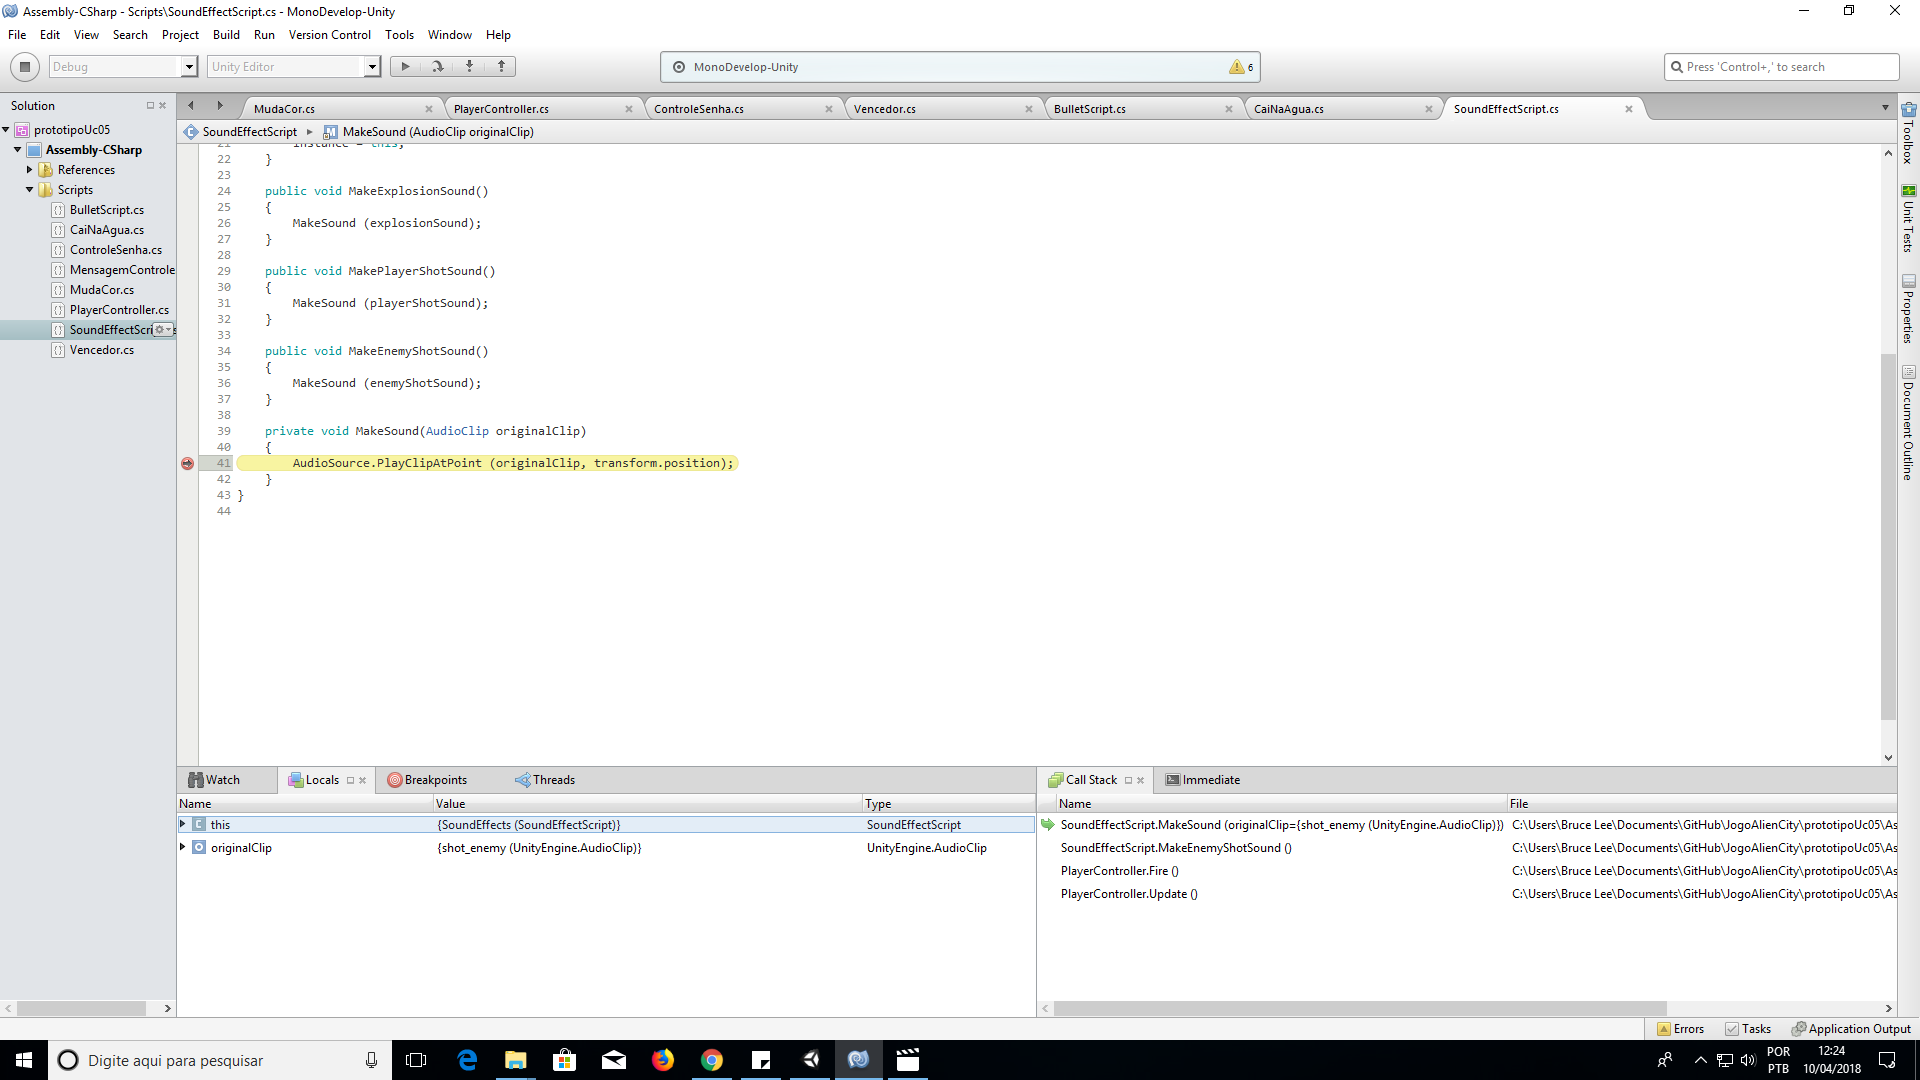 Assembly-CSharp - Scripts\SoundEffectScript.cs - MonoDevelop-Unity
File Edit View Search Project Build Run Version Control Tools Window Help
Debug Unity Editor MonoDevelop-Unity 6 Press 'Control+,' to search
Solution
prototipoUc05
Assembly-CSharp
References
Scripts
BulletScript.cs
CaiNaAgua.cs
ControleSenha.cs
MensagemControle
MudaCor.cs
PlayerController.cs
SoundEffectScri
Vencedor.cs
MudaCor.cs PlayerController.cs ControleSenha.cs Vencedor.cs BulletScript.cs CaiNaAgua.cs SoundEffectScript.cs
SoundEffectScript MakeSound (AudioClip originalClip)
21 instance = this;
22 }
23
24 public void MakeExplosionSound()
25 {
26 MakeSound (explosionSound);
27 }
28
29 public void MakePlayerShotSound()
30 {
31 MakeSound (playerShotSound);
32 }
33
34 public void MakeEnemyShotSound()
35 {
36 MakeSound (enemyShotSound);
37 }
38
39 private void MakeSound(AudioClip originalClip)
40 {
41 AudioSource.PlayClipAtPoint (originalClip, transform.position);
42 }
43 }
44
Toolbox
Unit Tests
Properties
Document Outline
Watch Locals Breakpoints Threads
Name Value Type
this {SoundEffects (SoundEffectScript)} SoundEffectScript
originalClip {shot_enemy (UnityEngine.AudioClip)} UnityEngine.AudioClip
Call Stack Immediate
Name File
SoundEffectScript.MakeSound (originalClip={shot_enemy (UnityEngine.AudioClip)}) C:\Users\Bruce Lee\Documents\GitHub\JogoAlienCity\prototipoUc05\As
SoundEffectScript.MakeEnemyShotSound () C:\Users\Bruce Lee\Documents\GitHub\JogoAlienCity\prototipoUc05\As
PlayerController.Fire () C:\Users\Bruce Lee\Documents\GitHub\JogoAlienCity\prototipoUc05\As
PlayerController.Update () C:\Users\Bruce Lee\Documents\GitHub\JogoAlienCity\prototipoUc05\As
Errors Tasks Application Output
Digite aqui para pesquisar
POR
PTB
12:24
10/04/2018